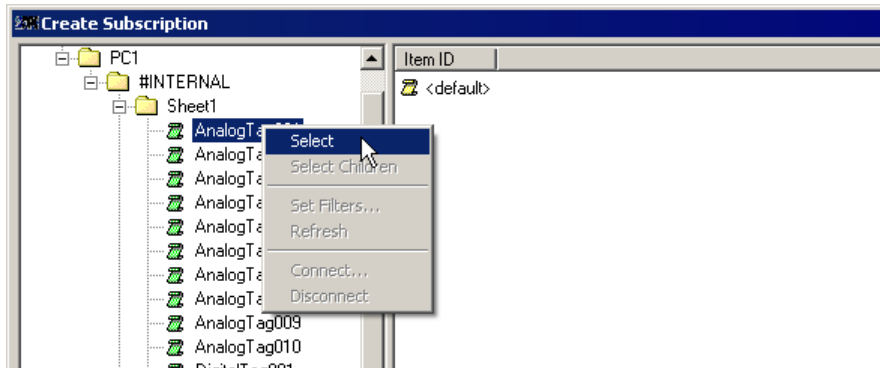 Create Subscription
PC1
Item ID
#INTERNAL
<default>
Sheet1
Select
Select Children
Set Filters...
Refresh
Connect...
Disconnect
AnalogTag009
AnalogTag010